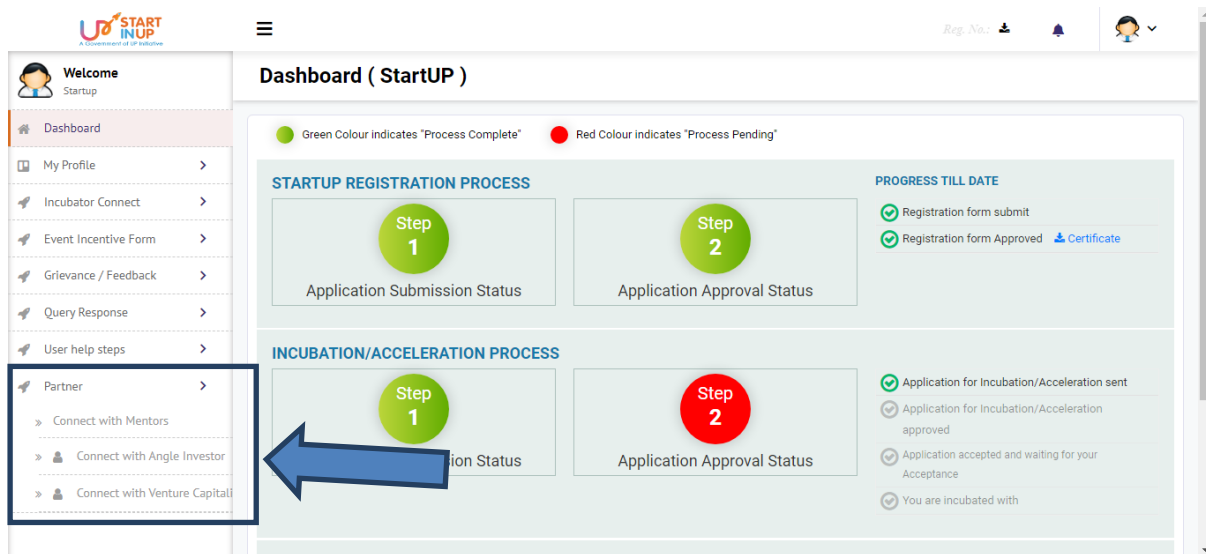 UP START
IN UP
A Government of UP Initiative
Reg. No.:
Welcome
Startup
Dashboard ( StartUP )
Dashboard
My Profile
Incubator Connect
Event Incentive Form
Grievance / Feedback
Query Response
User help steps
Partner
Connect with Mentors
Connect with Angle Investor
Connect with Venture Capitali
Green Colour indicates "Process Complete"
Red Colour indicates "Process Pending"
STARTUP REGISTRATION PROCESS
Step
1
Application Submission Status
Step
2
Application Approval Status
PROGRESS TILL DATE
Registration form submit
Registration form Approved Certificate
INCUBATION/ACCELERATION PROCESS
Step
1
sion Status
Step
2
Application Approval Status
Application for Incubation/Acceleration sent
Application for Incubation/Acceleration
approved
Application accepted and waiting for your
Acceptance
You are incubated with